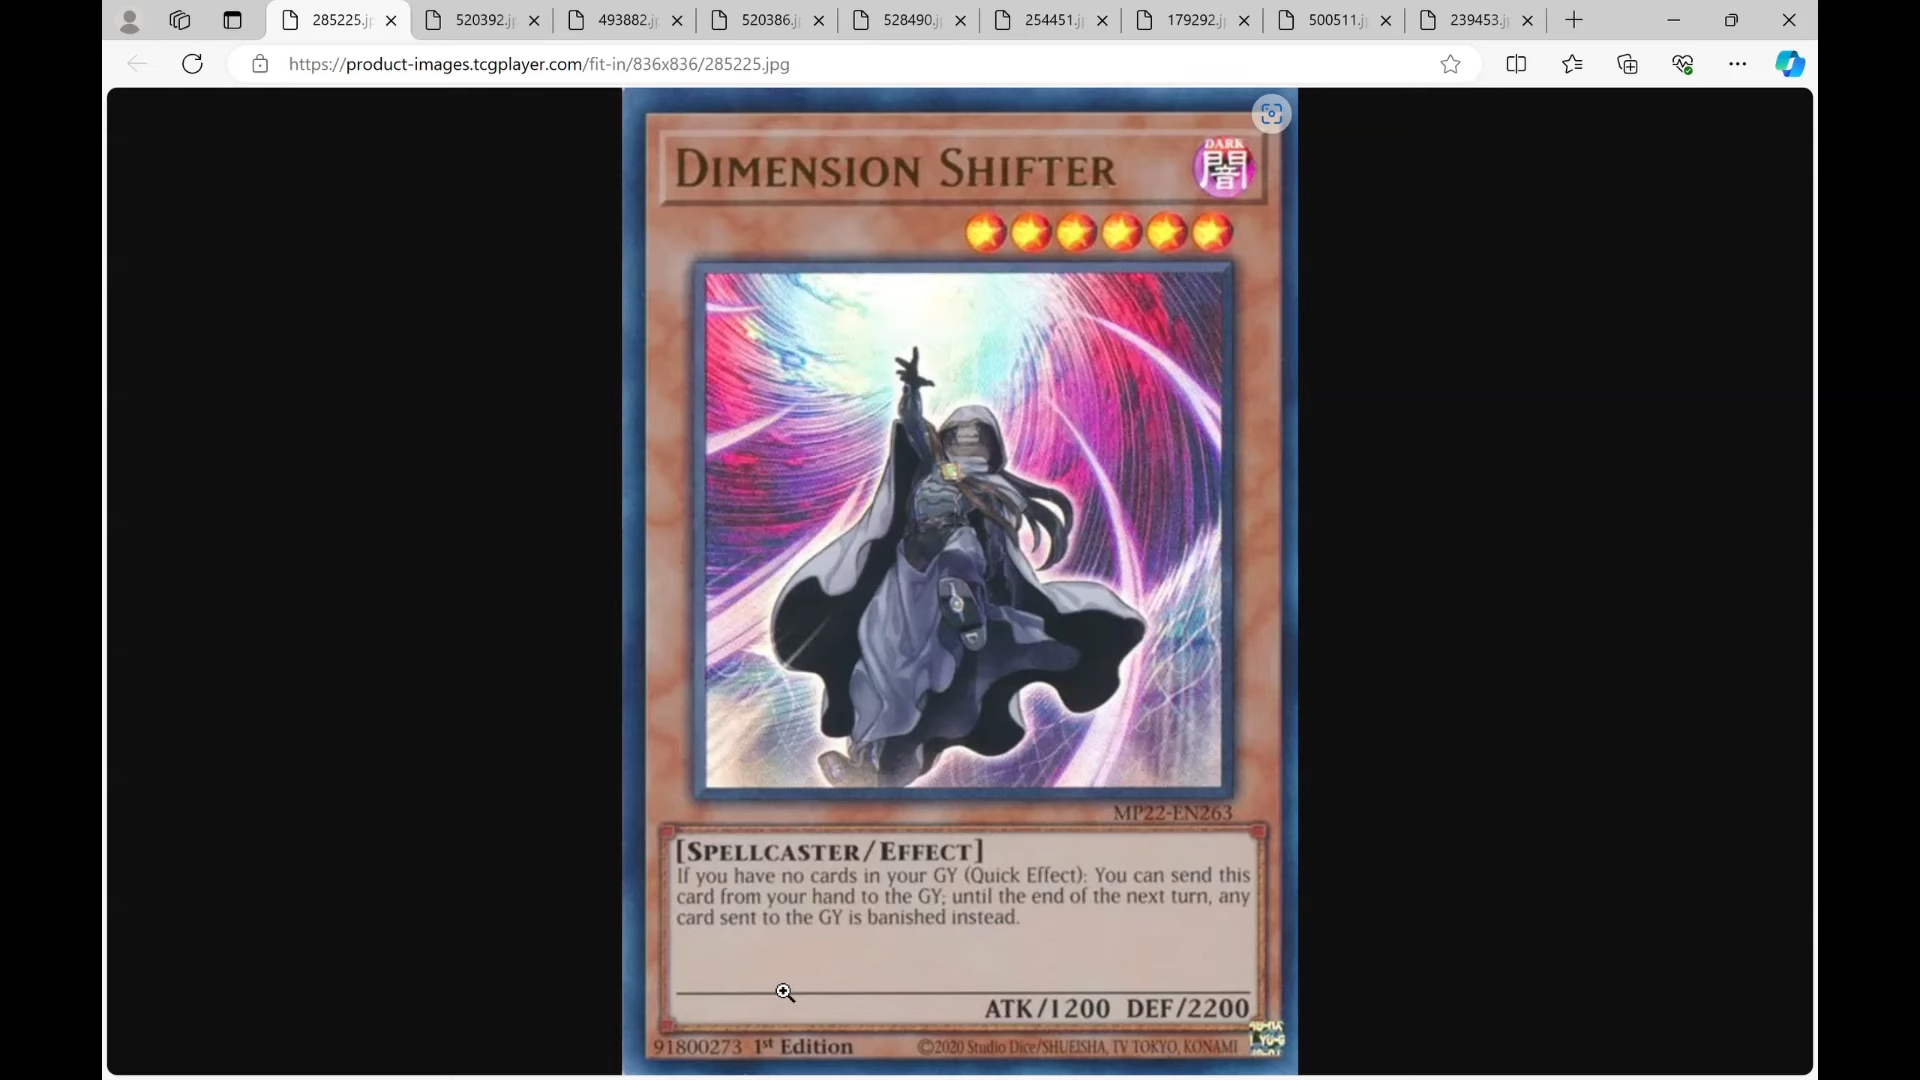 285225.j
520392.j
493882.j
520386.j
528490.j
254451.j
179292.j
500511.j
239453.j
https://product-images.tcgplayer.com/fit-in/836x836/285225.jpg
DIMENSION SHIFTER
DARK
闇
MP22-EN263
[SPELLCASTER/EFFECT]
If you have no cards in your GY (Quick Effect): You can send this
card from your hand to the GY; until the end of the next turn, any
card sent to the GY is banished instead.
ATK/1200 DEF/2200
91800273 1st Edition ©2020 Studio Dice/SHUEISHA, TV TOKYO, KONAMI